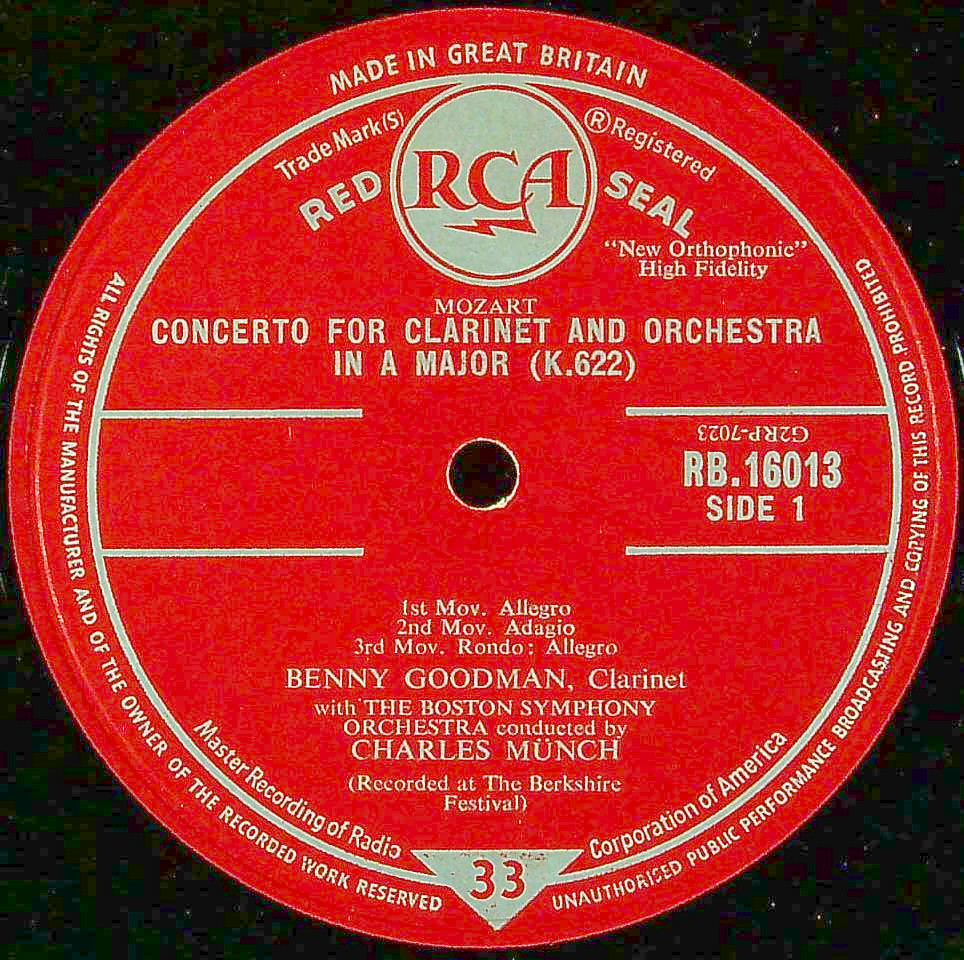 MADE IN GREAT BRITAIN
Trade Mark(S)
® Registered
RED
RCA
SEAL
"New Orthophonic"
High Fidelity
MOZART
CONCERTO FOR CLARINET AND ORCHESTRA
IN A MAJOR (K.622)
G2RP-7023
RB.16013
SIDE 1
1st Mov. Allegro
2nd Mov. Adagio
3rd Mov. Rondo: Allegro
BENNY GOODMAN, Clarinet
with THE BOSTON SYMPHONY
ORCHESTRA conducted by
CHARLES MÜNCH
(Recorded at The Berkshire
Festival)
Master Recording of Radio
Corporation of America
33
ALL RIGHTS OF THE MANUFACTURER AND OF THE OWNER OF THE RECORDED WORK RESERVED
UNAUTHORISED PUBLIC PERFORMANCE BROADCASTING AND COPYING OF THIS RECORD PROHIBITED